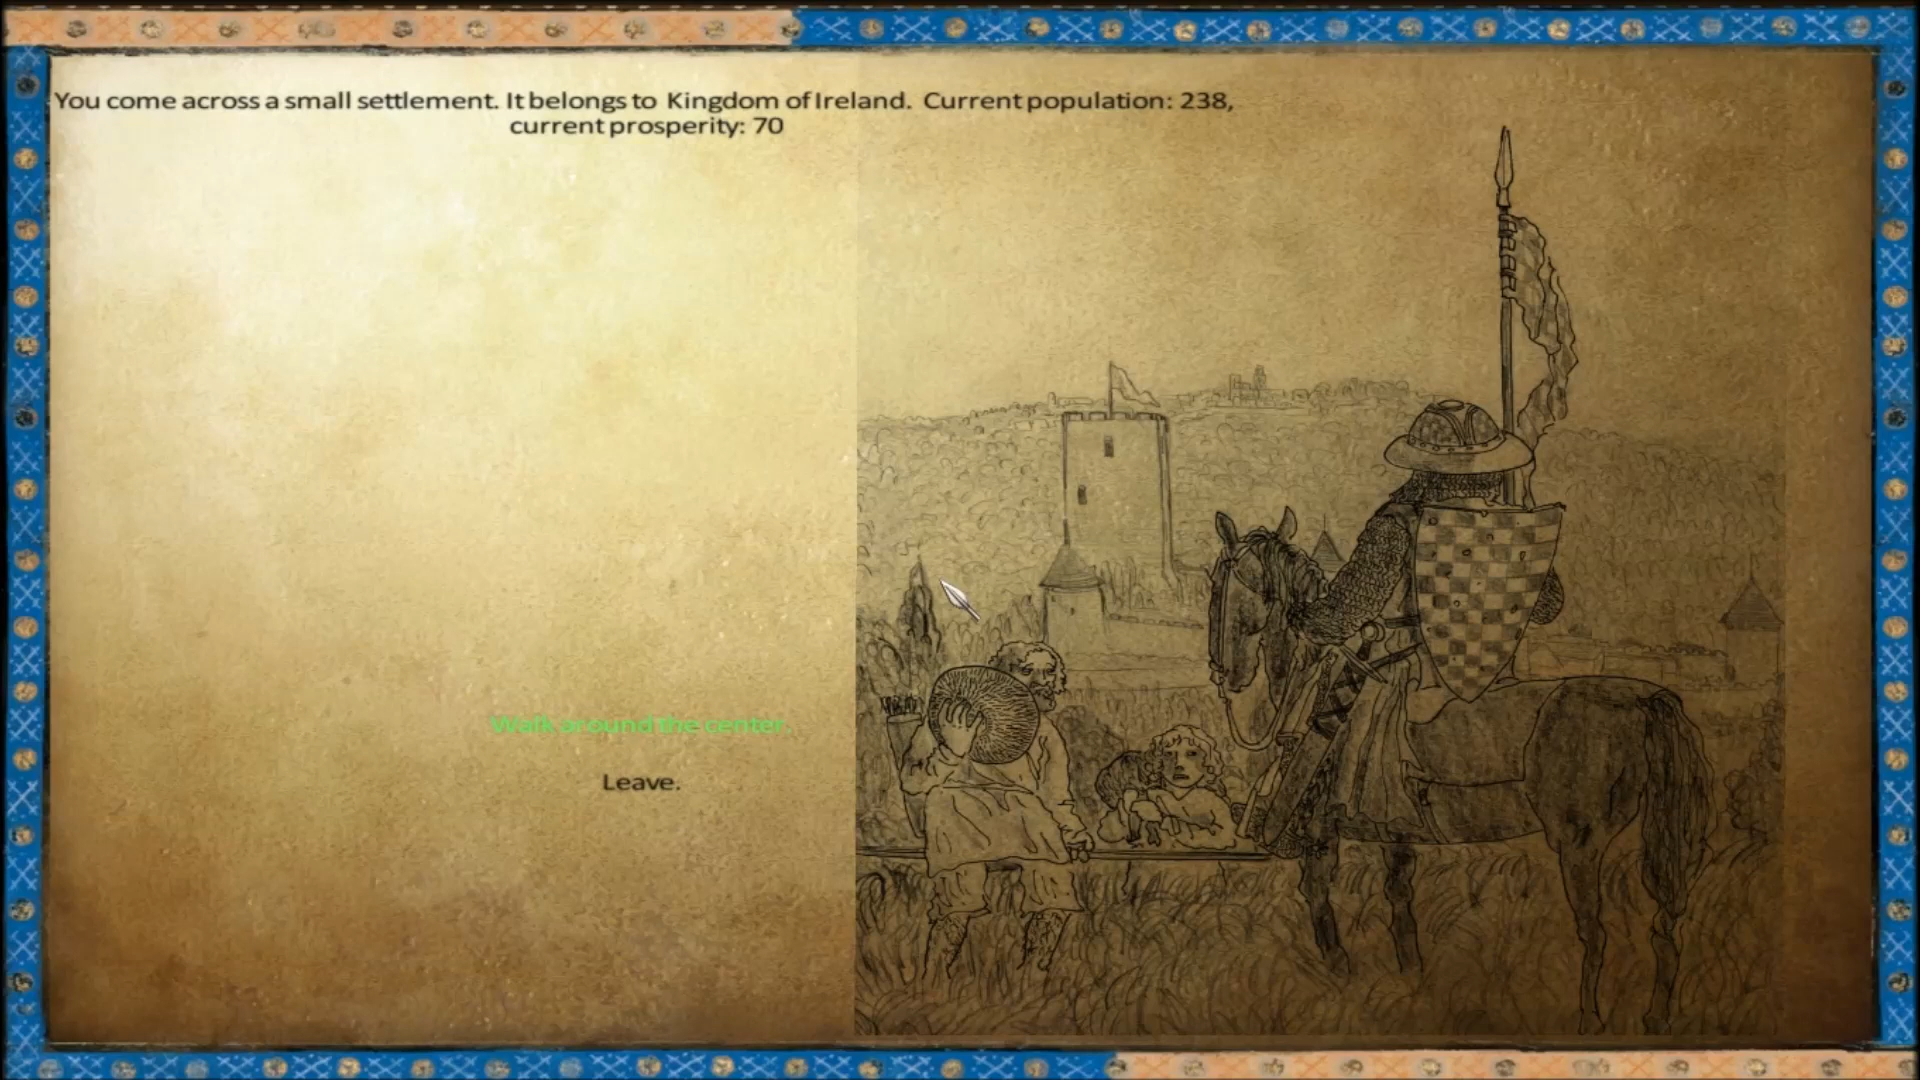 You come across a small settlement. It belongs to Kingdom of Ireland. Current population: 238,
current prosperity: 70
Walk around the center.
Leave.